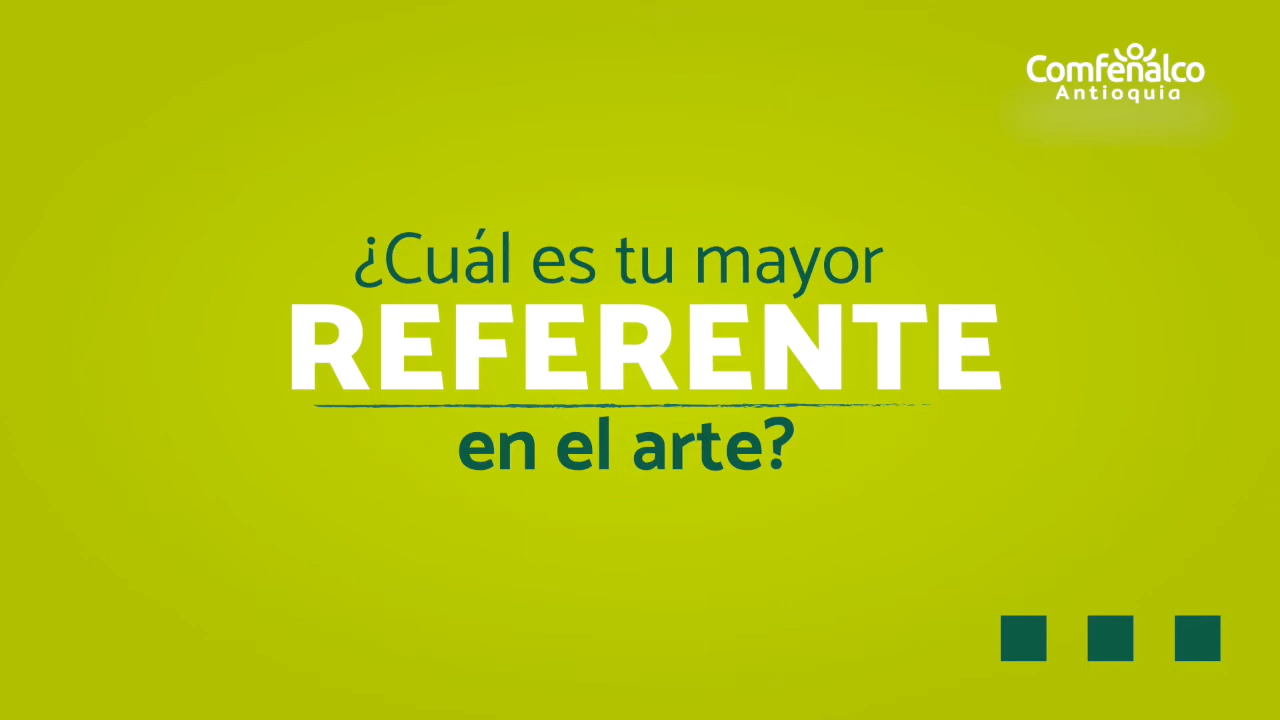 Comfenalco
Antioquia
¿Cuál es tu mayor
REFERENTE
en el arte?